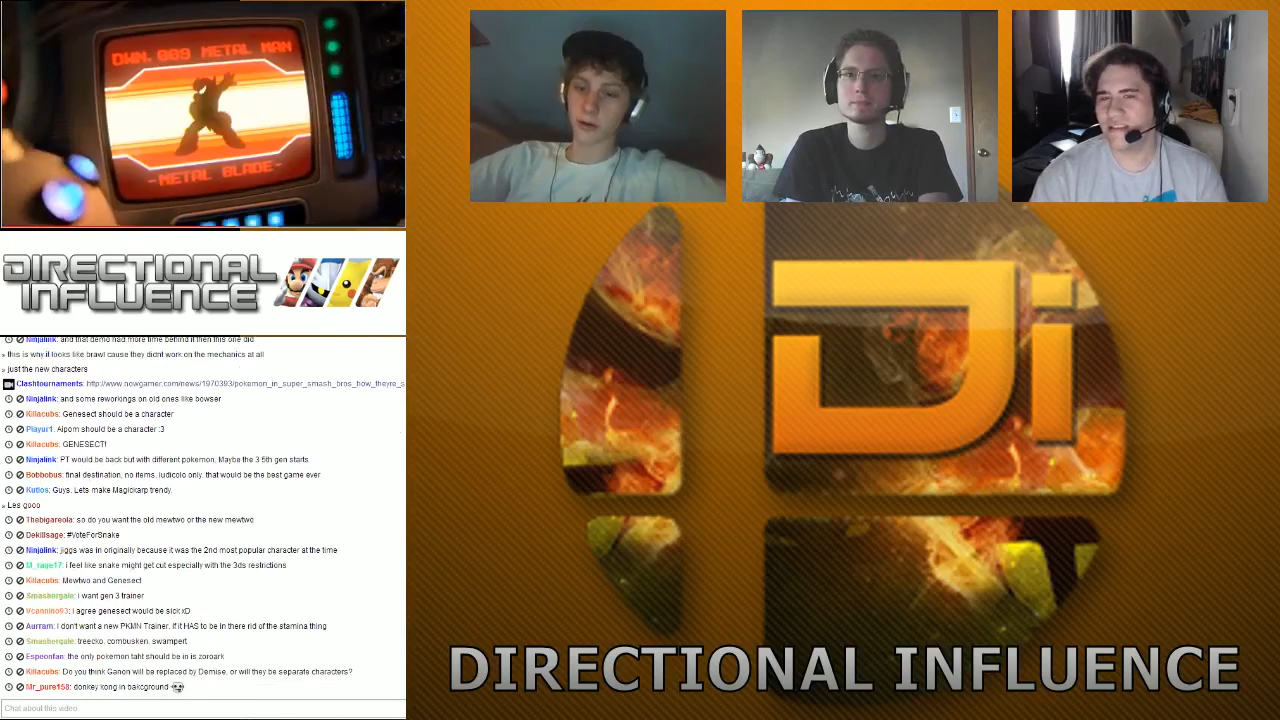 DWN.009 METAL MAN
-METAL BLADE-
DIRECTIONAL
INFLUENCE
Ninjalink: and that demo had more time behind it then this one did
» this is why it looks like brawl cause they didnt work on the mechanics at all
» just the new characters
Clashtournaments: http://www.nowgamer.com/news/1970393/pokemon_in_super_smash_bros_how_theyre_s
Ninjalink: and some reworkings on old ones like bowser
Killacubs: Genesect should be a character
Playur1: Aipom should be a character :3
Killacubs: GENESECT!
Ninjalink: PT would be back but with different pokemon. Maybe the 3 5th gen starts
Bobbobus: final destination, no items, ludicolo only, that would be the best game ever
Kutlos: Guys. Lets make Magickarp trendy.
» Les gooo
Thebigareola: so do you want the old mewtwo or the new mewtwo
Dekillsage: #VoteForSnake
Ninjalink: jiggs was in originally because it was the 2nd most popular character at the time
M_rage17: i feel like snake might get cut especially with the 3ds restrictions
Killacubs: Mewtwo and Genesect
Smashergale: i want gen 3 trainer
Vcannino93: i agree genesect would be sick xD
Aurram: I don't want a new PKMN Trainer, if it HAS to be in there rid of the stamina thing
Smashergale: treecko, combusken, swampert
Espeonfan: the only pokemon taht should be in is zoroark
Killacubs: Do you think Ganon will be replaced by Demise, or will they be separate characters?
Mr_pure158: donkey kong in bakcground
Chat about this video
Di
DIRECTIONAL INFLUENCE